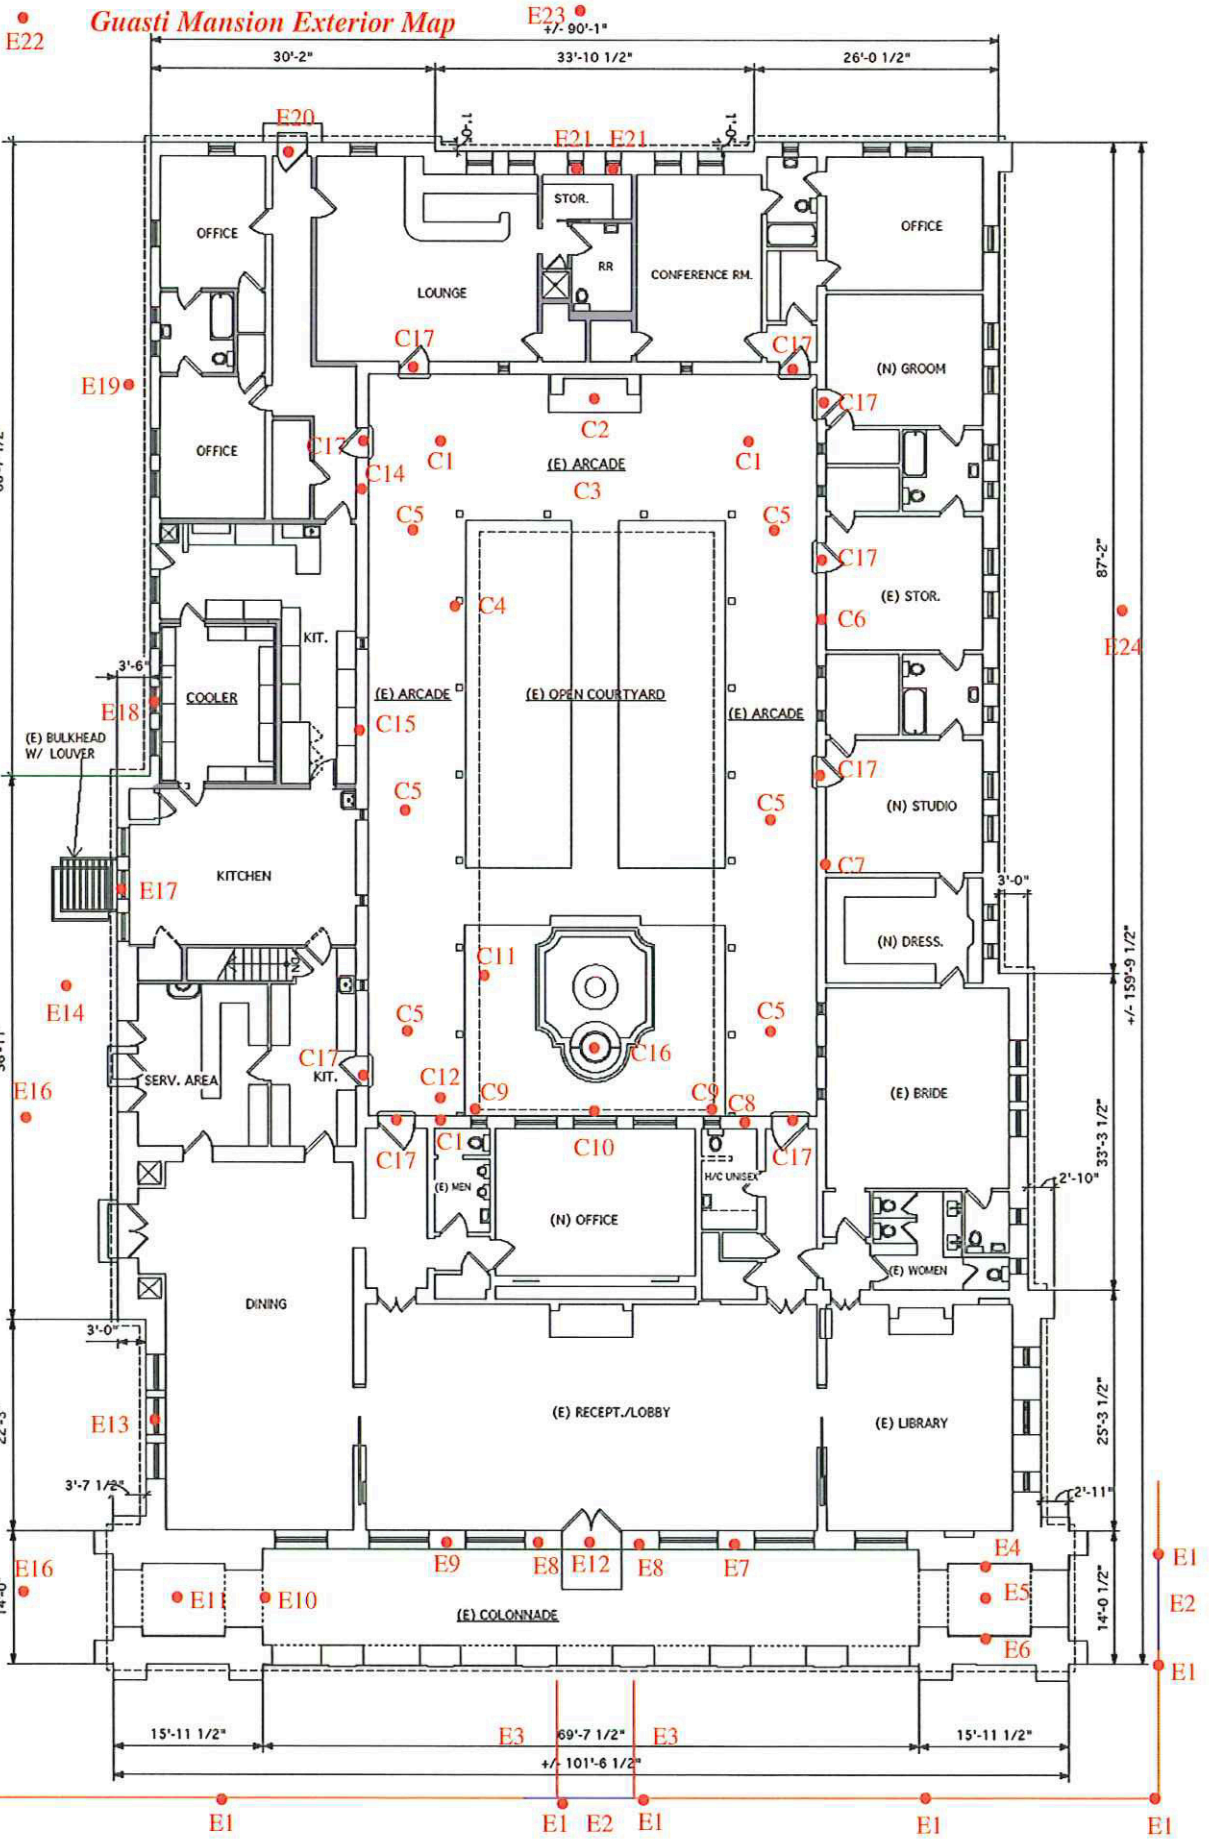 Guasti Mansion Exterior Map
E22
E23
+/- 90'-1"
30'-2"
33'-10 1/2"
26'-0 1/2"
E20
1'-0"
E21
E21
1'-0"
STOR.
OFFICE
OFFICE
RR
CONFERENCE RM.
LOUNGE
C17
C17
(N) GROOM
E19
C17
C2
OFFICE
C17
C1
C1
(E) ARCADE
C14
C3
C5
C5
87'-2"
C17
(E) STOR.
C4
C6
E24
KIT.
3'-6"
COOLER
(E) ARCADE
(E) OPEN COURTYARD
(E) ARCADE
E18
C15
(E) BULKHEAD
W/ LOUVER
C17
C5
C5
(N) STUDIO
C7
KITCHEN
E17
3'-0"
(N) DRESS.
+/- 159'-9 1/2"
DN
C11
E14
C5
C5
C16
C17
KIT.
SERV. AREA
E16
C12
C9
C9
C8
(E) BRIDE
C17
C1
C10
C17
33'-3 1/2"
H/C UNISEX
2'-10"
(E) MEN
(N) OFFICE
(E) WOMEN
DINING
3'-0"
(E) RECEPT./LOBBY
(E) LIBRARY
25'-3 1/2"
E13
3'-7 1/2"
2'-11"
E16
E9
E8
E12
E8
E7
E4
E1
E11
E10
E5
E2
(E) COLONNADE
14'-0 1/2"
E6
E1
15'-11 1/2"
E3
69'-7 1/2"
E3
15'-11 1/2"
+/- 101'-6 1/2"
E1
E1
E2
E1
E1
E1